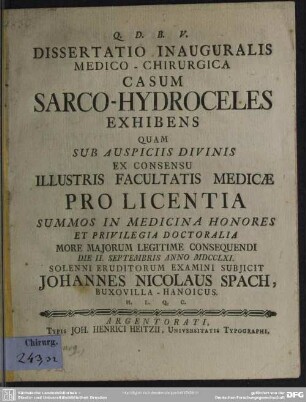 Q. D. B. V.
DISSERTATIO INAUGURALIS
MEDICO-CHIRURGICA
CASUM
SARCO-HYDROCELES
EXHIBENS
QUAM
SUB AUSPICIIS DIVINIS
EX CONSENSU
ILLUSTRIS FACULTATIS MEDICÆ
PRO LICENTIA
SUMMOS IN MEDICINA HONORES
ET PRIVILEGIA DOCTORALIA
MORE MAJORUM LEGITIME CONSEQUENDI
DIE II. SEPTEMBRIS ANNO MDCCLXI.
SOLENNI ERUDITORUM EXAMINI SUBJICIT
JOHANNES NICOLAUS SPACH,
BUXOVILLA-HANOICUS.
H. L. Q. C.
ARGENTORATI,
Typis JOH. HENRICI HEITZII, Universitatis Typographi,
Chirurg.
243,